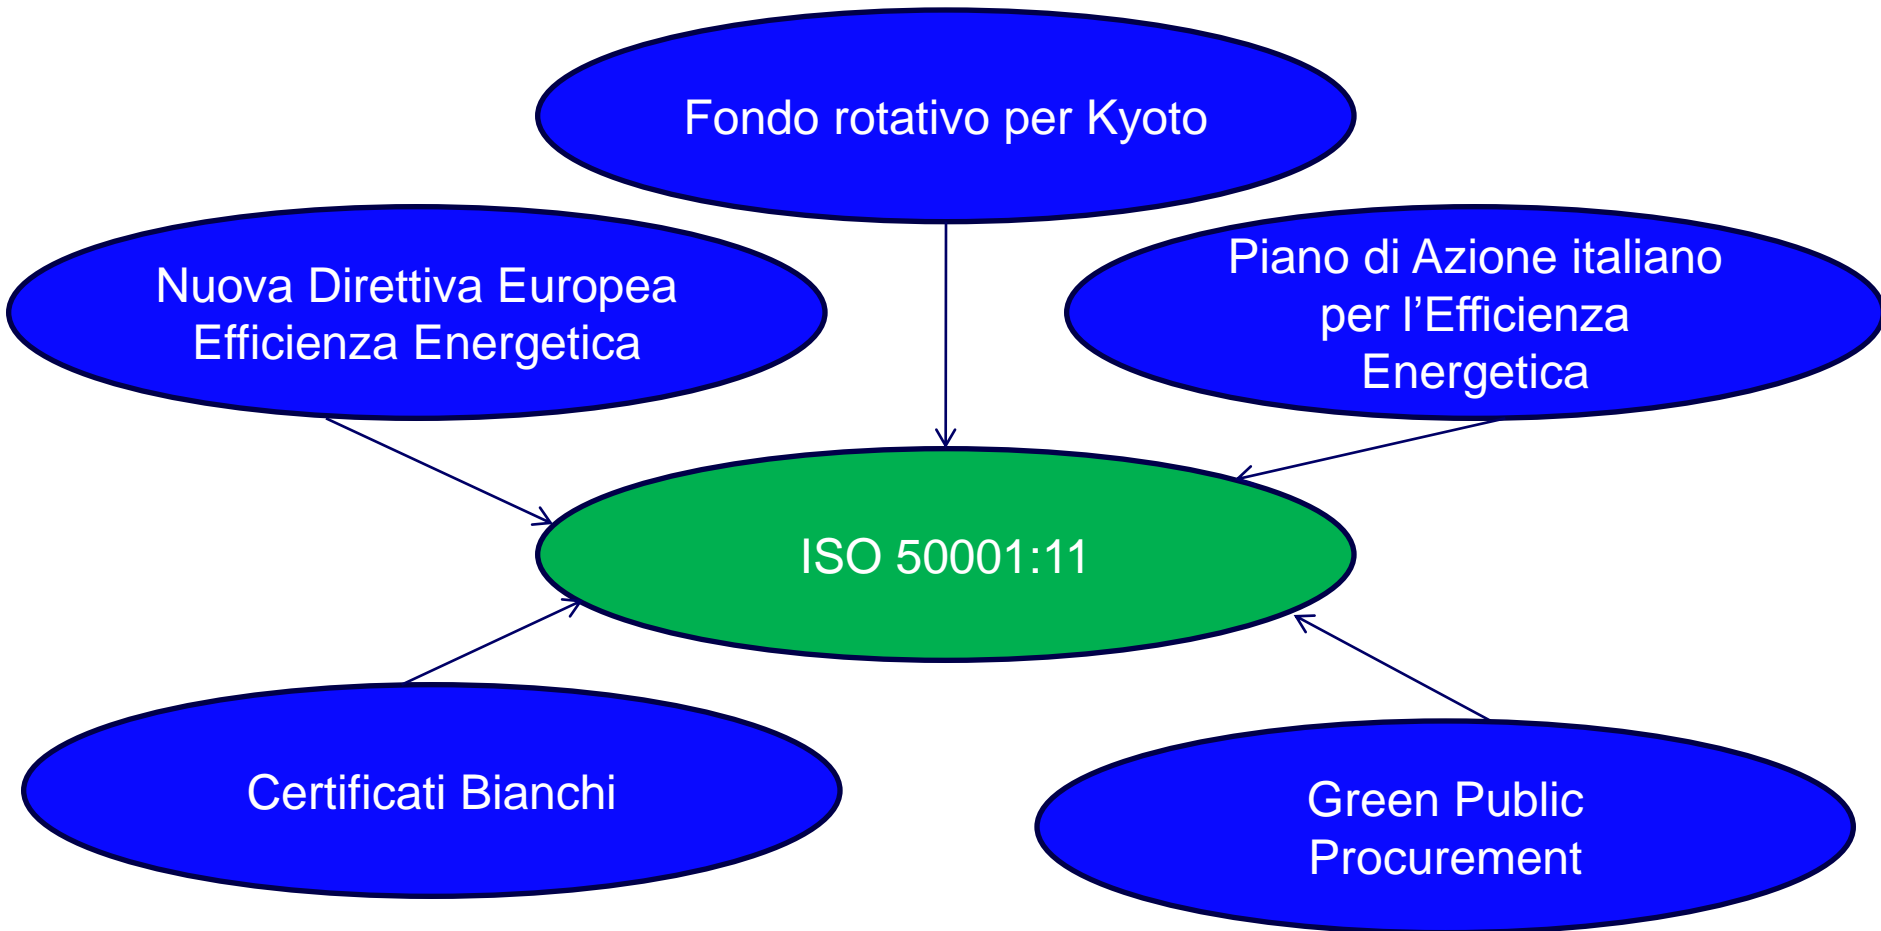 Fondo rotativo per Kyoto
Nuova Direttiva Europea
Efficienza Energetica
Piano di Azione italiano
per l’Efficienza
Energetica
ISO 50001:11
Certificati Bianchi
Green Public
Procurement